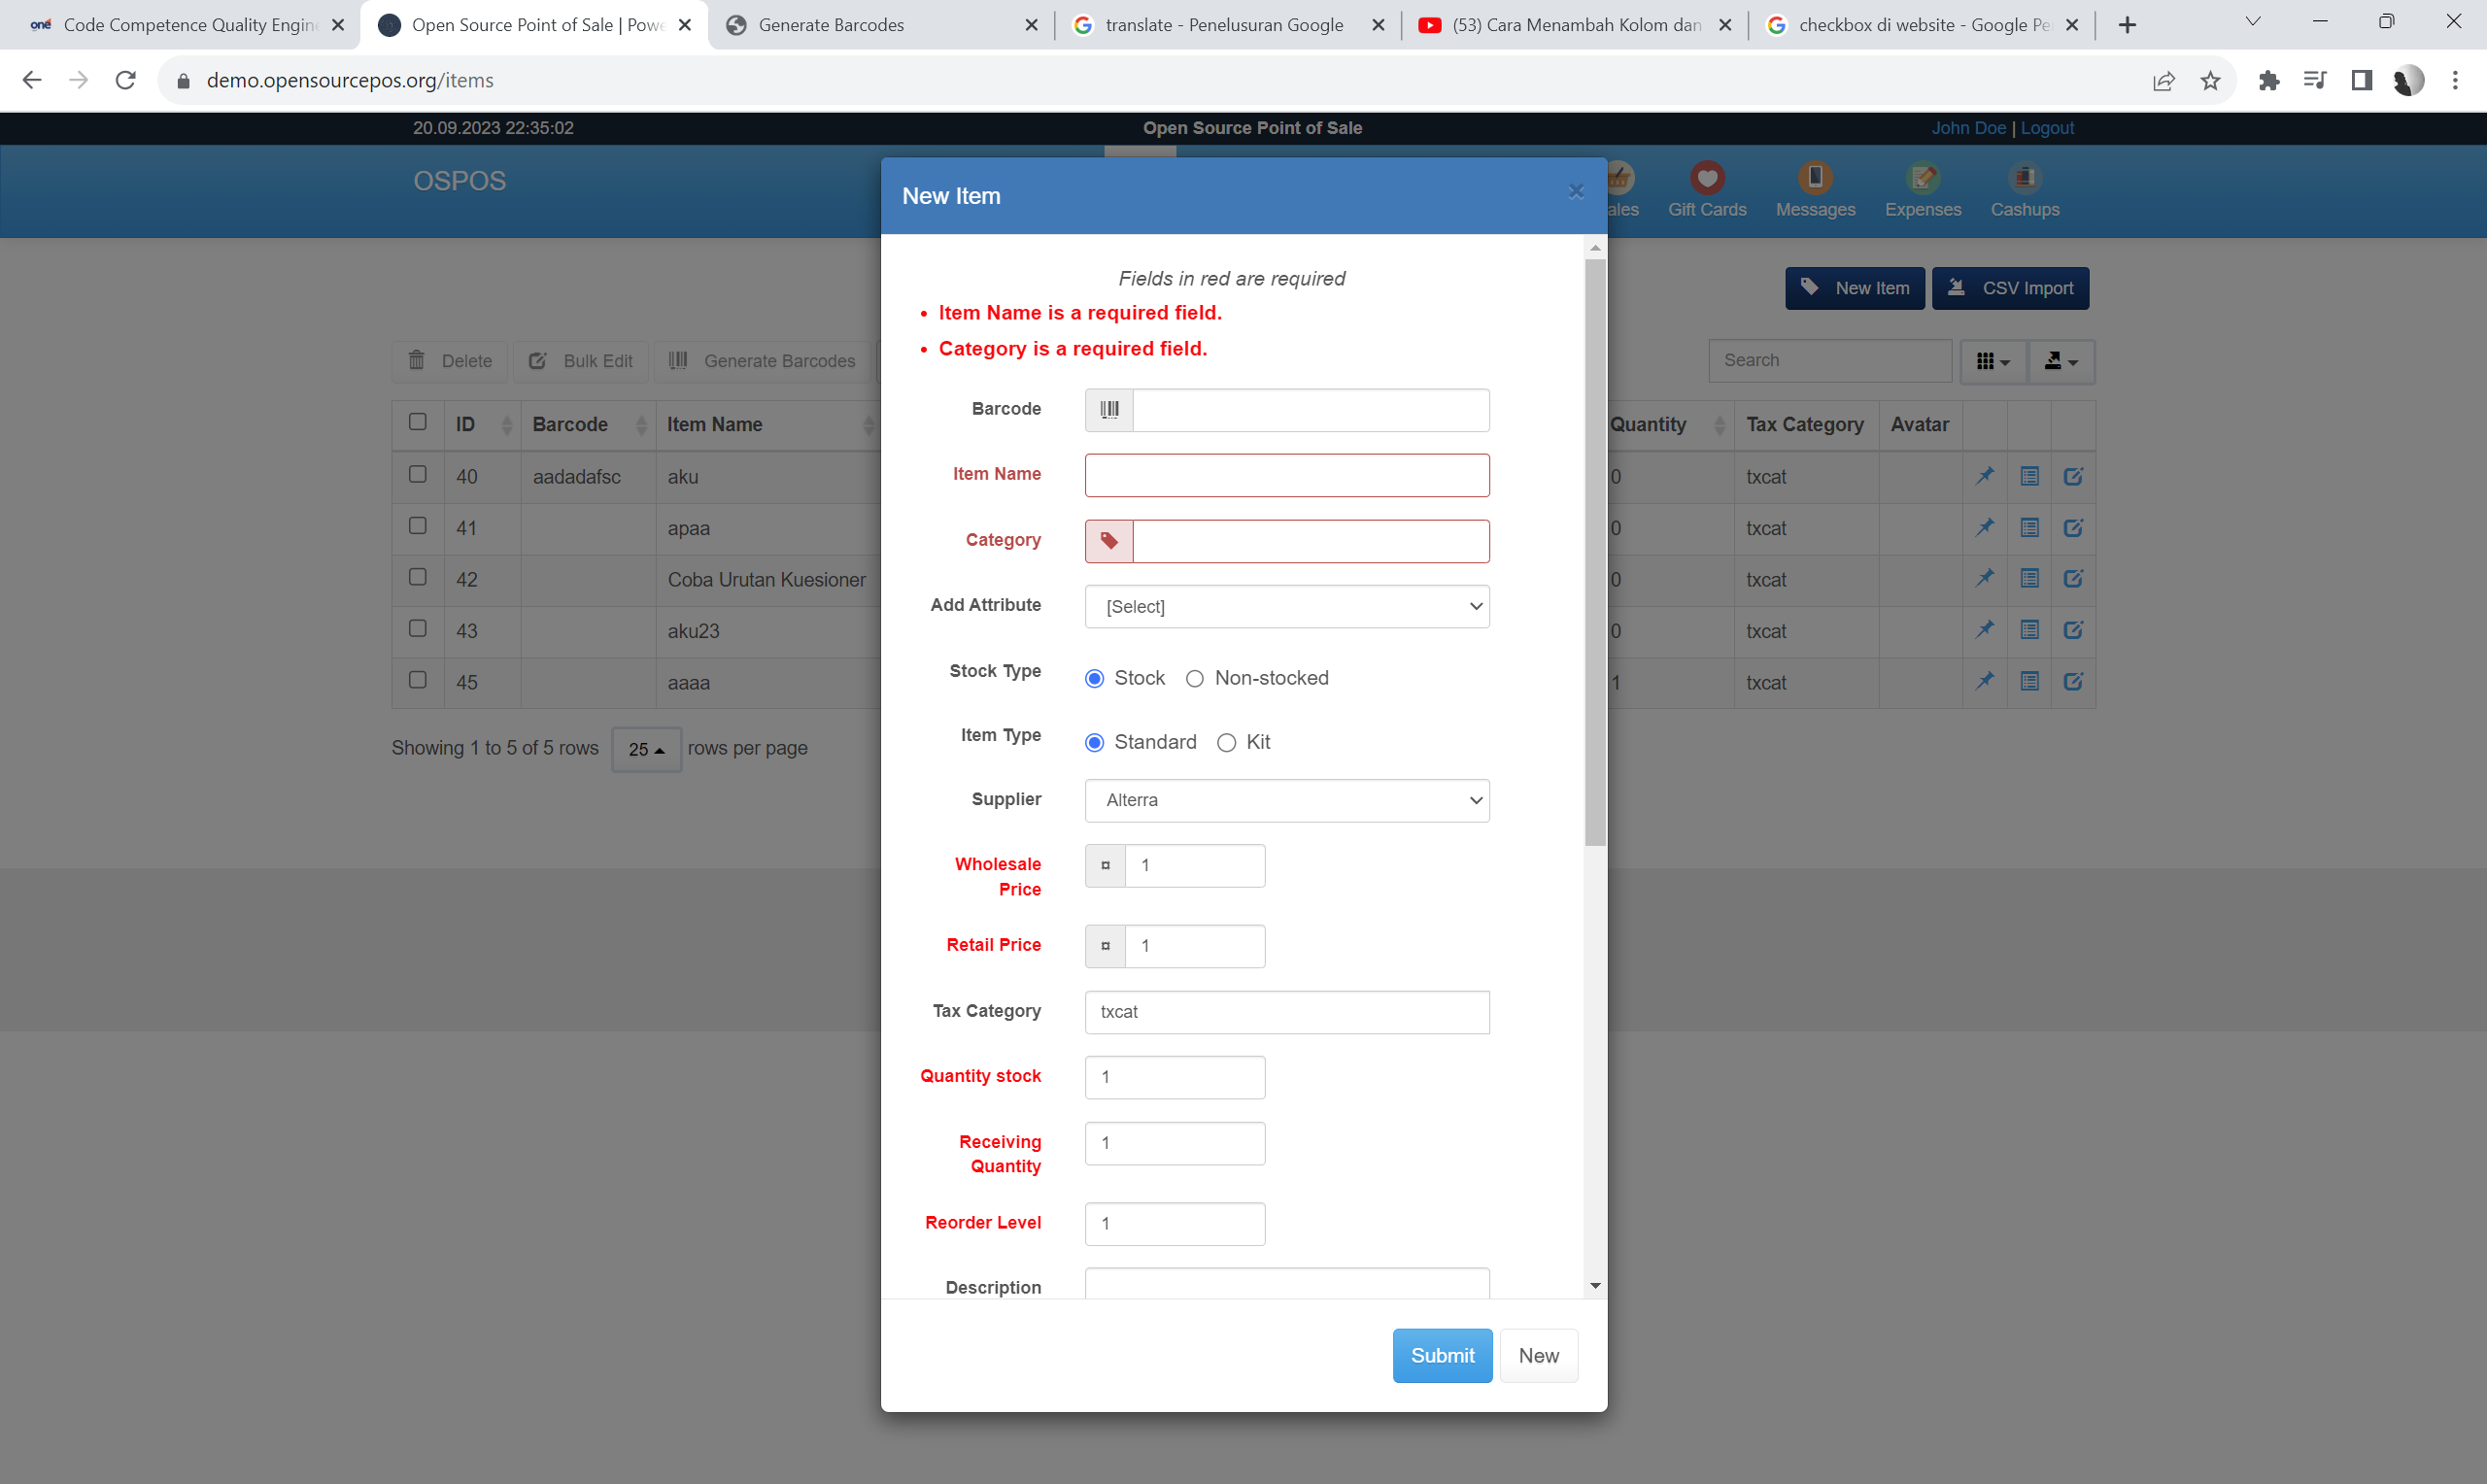 one Code Competence Quality Engin
Open Source Point of Sale | Powe
Generate Barcodes
translate - Penelusuran Google
(53) Cara Menambah Kolom dan
checkbox di website - Google Pe
demo.opensourcepos.org/items
20.09.2023 22:35:02
Open Source Point of Sale
John Doe | Logout
OSPOS
ales
Gift Cards
Messages
Expenses
Cashups
New Item
New Item
CSV Import
Fields in red are required
• Item Name is a required field.
• Category is a required field.
Delete
Bulk Edit
Generate Barcodes
Search
ID
Barcode
Item Name
Quantity
Tax Category
Avatar
40 aadadafsc aku 0 txcat
41 apaa 0 txcat
42 Coba Urutan Kuesioner 0 txcat
43 aku23 0 txcat
45 aaaa 1 txcat
Showing 1 to 5 of 5 rows 25 rows per page
Barcode
Item Name
Category
Add Attribute [Select]
Stock Type Stock Non-stocked
Item Type Standard Kit
Supplier Alterra
Wholesale
Price
¤ 1
Retail Price ¤ 1
Tax Category txcat
Quantity stock 1
Receiving
Quantity
1
Reorder Level 1
Description
Submit
New